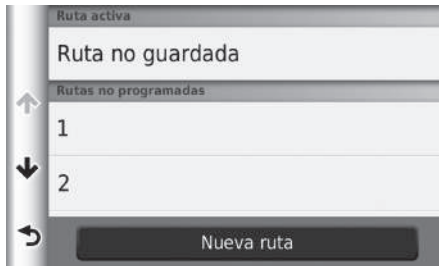 Ruta activa
Ruta no guardada
Rutas no programadas
1
2
Nueva ruta